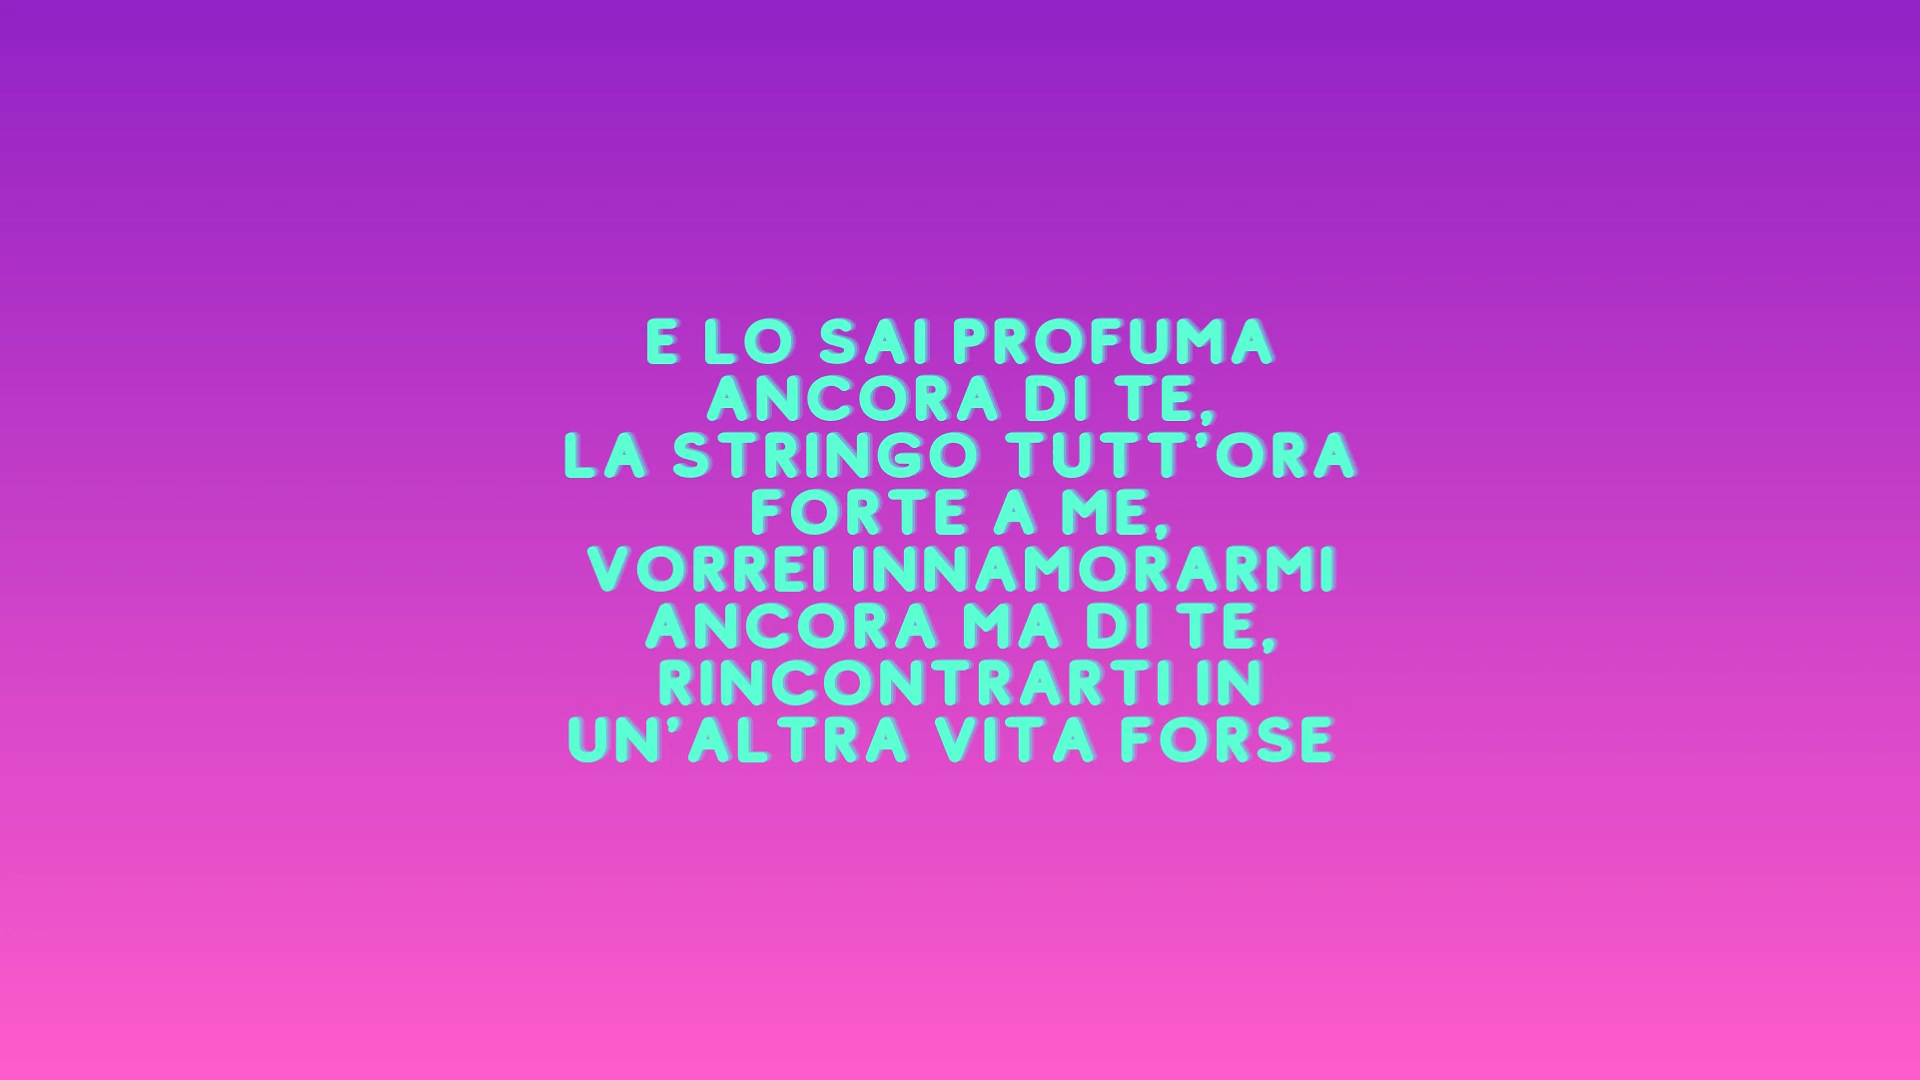 E LO SAI PROFUMA
ANCORA DI TE,
LA STRINGO TUTT'ORA
FORTE A ME,
VORREI INNAMORARMI
ANCORA MA DI TE,
RINCONTRARTI IN
UN'ALTRA VITA FORSE